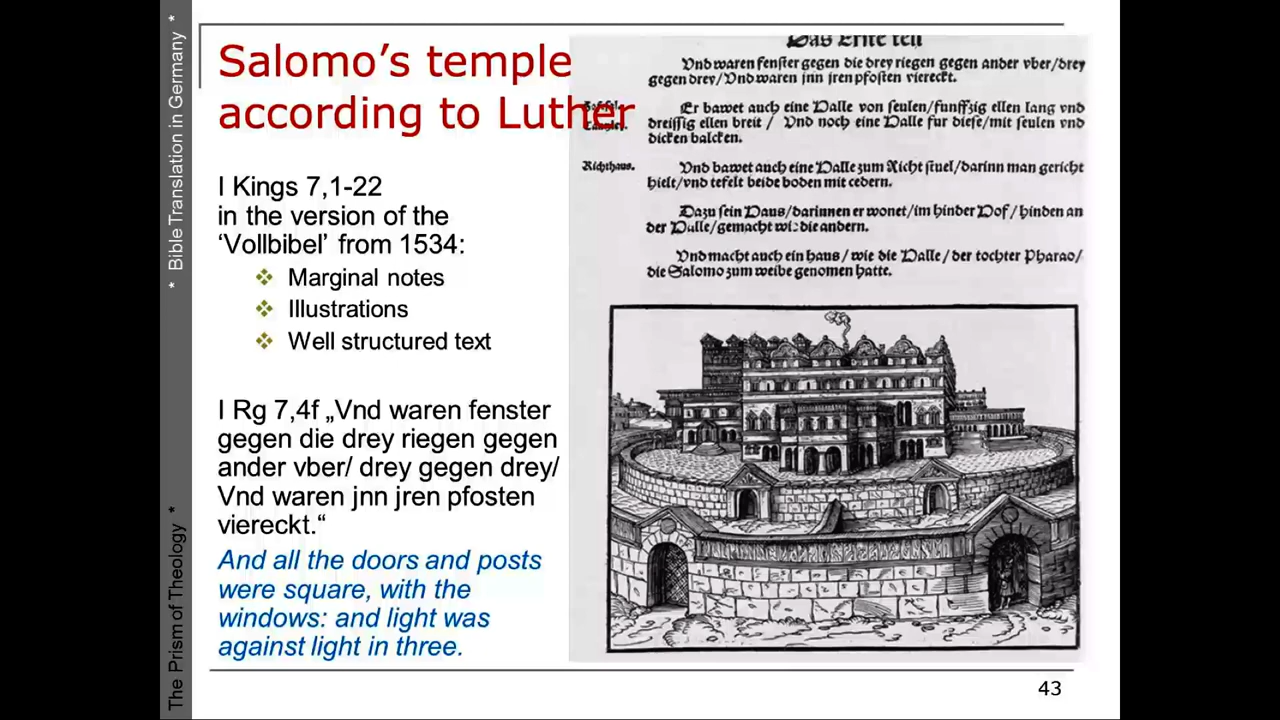 * Bible Translation in Germany *
The Prism of Theology *
Salomo’s temple
according to Luther
I Kings 7,1-22
in the version of the
‘Vollbibel’ from 1534:
Marginal notes
Illustrations
Well structured text
I Rg 7,4f „Vnd waren fenster
gegen die drey riegen gegen
ander vber/ drey gegen drey/
Vnd waren jnn jren pfosten
viereckt.“
And all the doors and posts
were square, with the
windows: and light was
against light in three.
Das Erste teil
Vnd waren fenster gegen die drey riegen gegen ander vber/drey
gegen drey/Vnd waren jnn jren pfosten viereckt.
Er bawet auch eine Halle von seulen/funffzig ellen lang vnd
dreissig ellen breit / Vnd noch eine Halle fur diese/mit seulen vnd
dicken balcken.
Richthaus.
Vnd bawet auch eine Halle zum Richt stuel/darinn man gericht
hielt/vnd tefelt beide boden mit cedern.
Dazu sein Haus/darinnen er wonet/im hinder Hof/hinden an
der Halle/gemacht wie die andern.
Vnd macht auch ein haus/wie die Halle/der tochter Pharao/
die Salomo zum weibe genomen hatte.
43